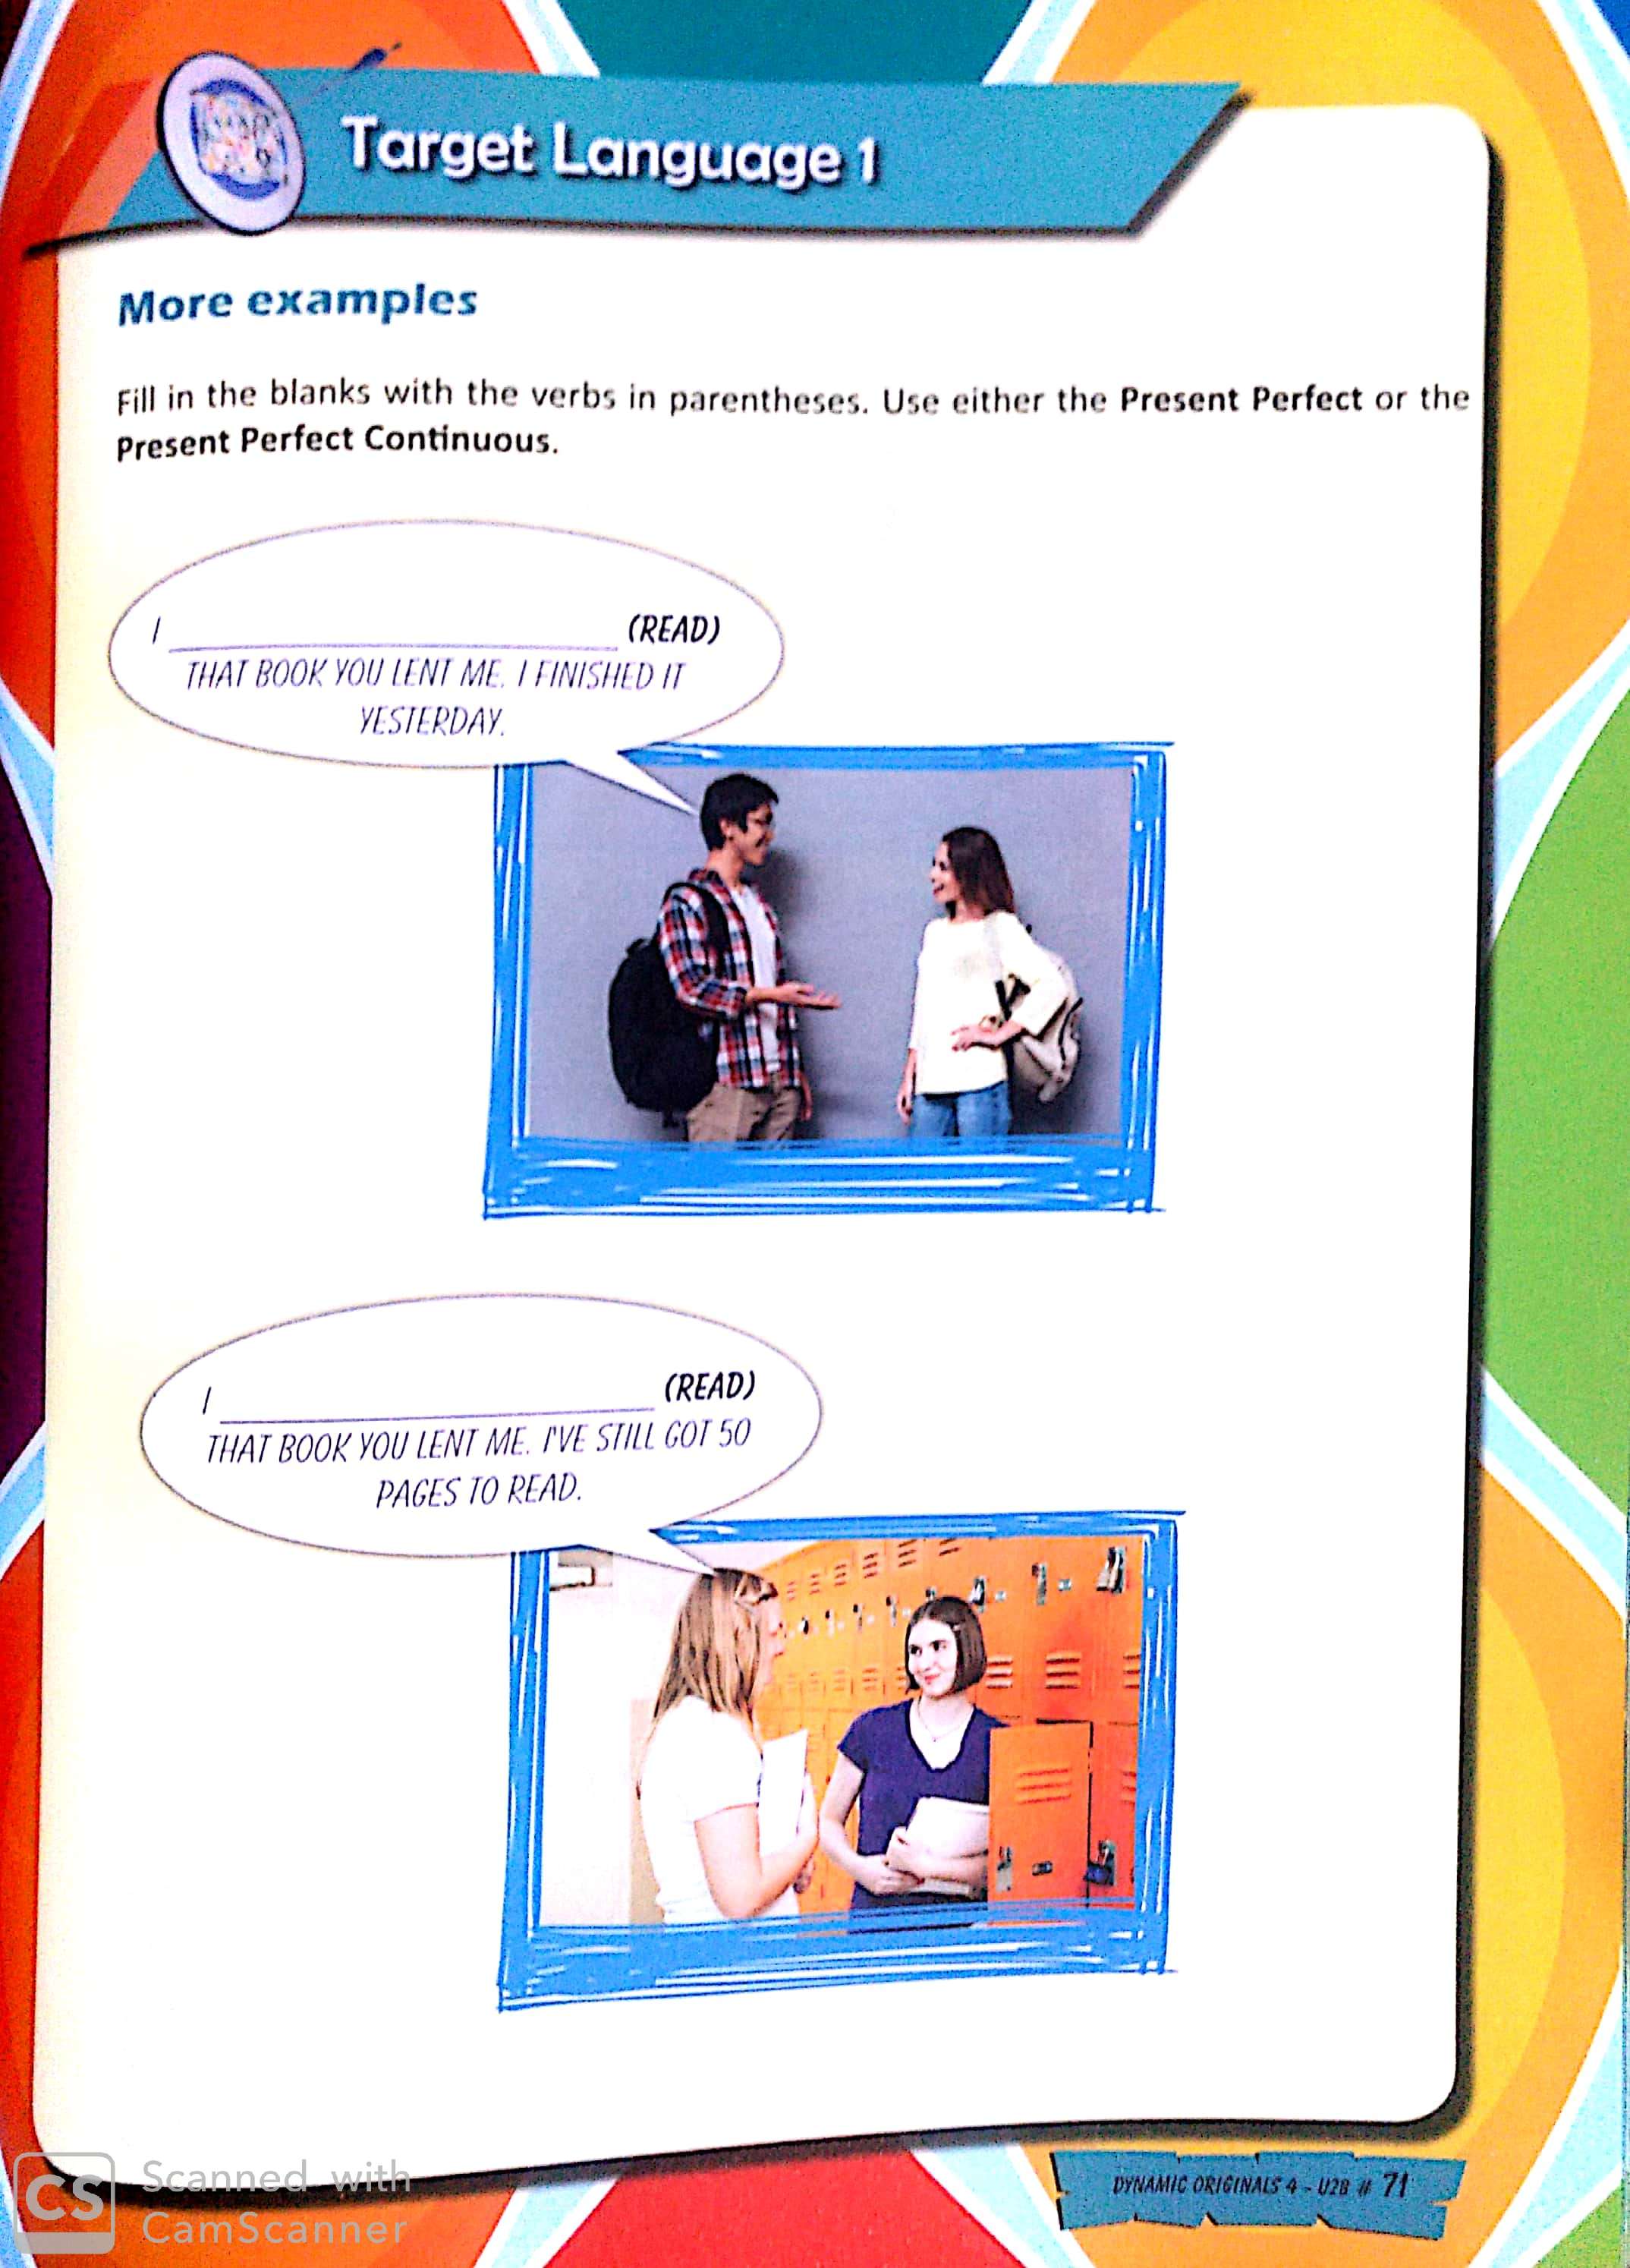 Target Language 1
More examples
Fill in the blanks with the verbs in parentheses. Use either the Present Perfect or the
Present Perfect Continuous.
I ____________________ (READ)
THAT BOOK YOU LENT ME. I FINISHED IT
YESTERDAY.
I ____________________ (READ)
THAT BOOK YOU LENT ME. I'VE STILL GOT 50
PAGES TO READ.
DYNAMIC ORIGINALS 4 - U2B # 71
CS Scanned with
CamScanner